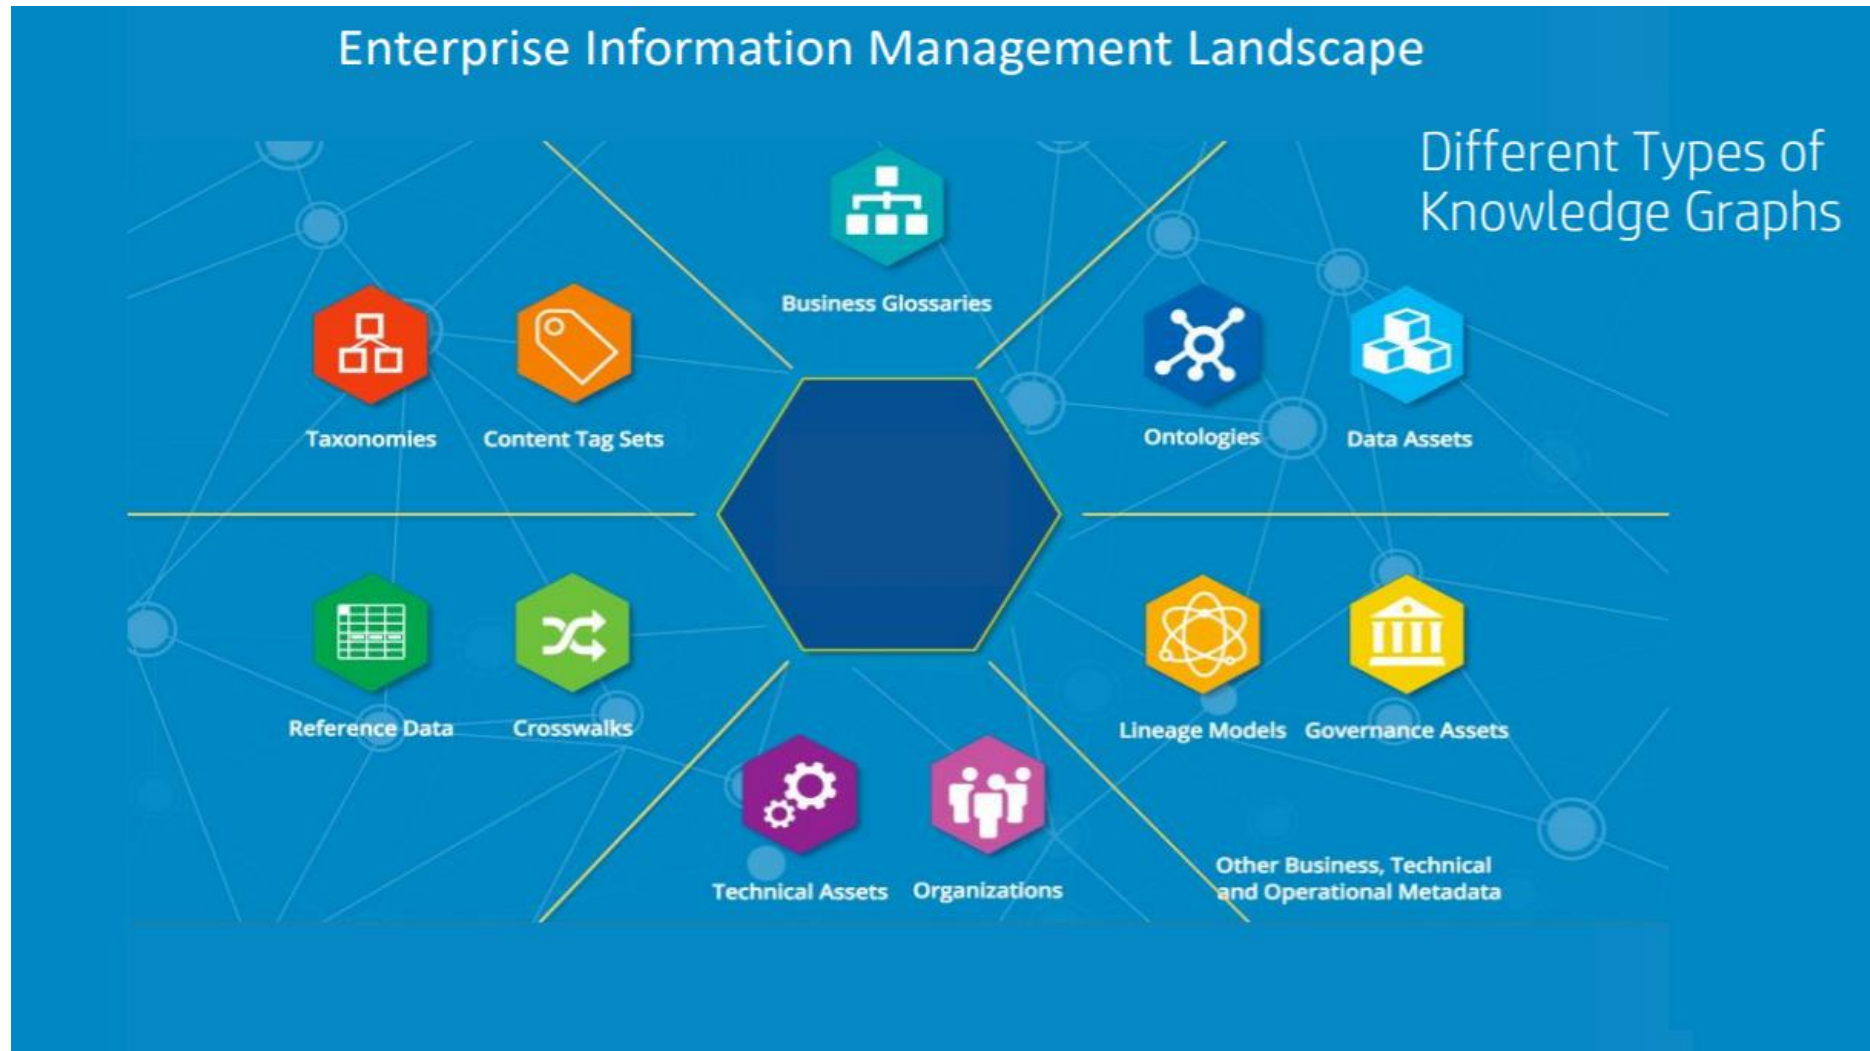 Enterprise Information Management Landscape
Different Types of
Knowledge Graphs
Business Glossaries
Taxonomies
Content Tag Sets
Ontologies
Data Assets
Reference Data
Crosswalks
Lineage Models
Governance Assets
Technical Assets
Organizations
Other Business, Technical
and Operational Metadata